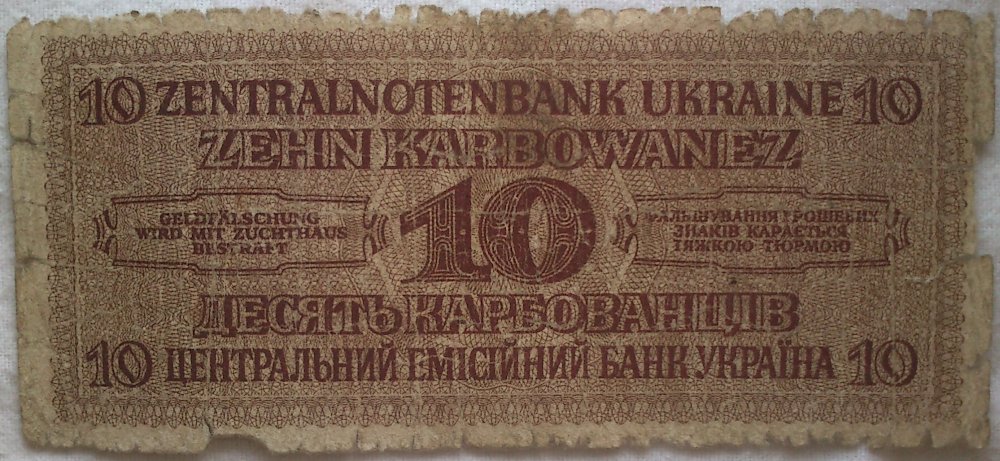 10 ZENTRALNOTENBANK UKRAINE 10
ZEHN KARBOWANEZ
GELDFÄLSCHUNG
WIRD MIT ZUCHTHAUS
BESTRAFT
10
ФАЛЬШУВАННЯ ГРОШЕВИХ
ЗНАКІВ КАРАЄТЬСЯ
ТЯЖКОЮ ТЮРМОЮ
ДЕСЯТЬ КАРБОВАНЦІВ
10 ЦЕНТРАЛЬНИЙ ЕМІСІЙНИЙ БАНК УКРАЇНА 10